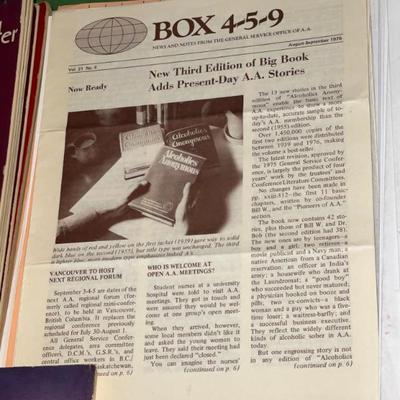 BOX 4-5-9
NEWS AND NOTES FROM THE GENERAL SERVICE OFFICE OF A.A.
Vol. 21 No. 4
August-September 1976
Now Ready
New Third Edition of Big Book
Adds Present-Day A.A. Stories
Alcoholics
Anonymous
Alcoholics
Anonymous
Wide bands of red and yellow on the first jacket (1939) gave way to solid
dark blue on the second (1955), but title type was unchanged. The third
is lighter blue; more modern type emphasizes linked A's.
VANCOUVER TO HOST
NEXT REGIONAL FORUM
September 3-4-5 are dates of the
next A.A. regional forum (for-
merly called regional mini-confer-
ence), to be held in Vancouver,
British Columbia. It replaces the
regional conference previously
scheduled for July 30-August 1.
All General Service Confer-
ence delegates, area committee
officers, D.C.M.'s, G.S.R.'s, and
central office workers in B.C./
skatchewan,
(continued on p. 6)
WHO IS WELCOME AT
OPEN A.A. MEETINGS?
Student nurses at a university
hospital were told to visit A.A.
meetings. They got in touch and
were assured they would be wel-
come at one group's open meet-
ing.
When they arrived, however,
some local members didn't like it
and asked the young women to
leave. They said their meeting had
just been declared "closed."
You can imagine the nurses'
(continued on p. 6)
The 13 new stories in the third
edition of "Alcoholics Anony-
mous" enable the basic text of
A.A. experience to show a more
up-to-date, accurate sample of to-
day's A.A. membership than the
second (1955) edition.
Over 1,450,000 copies of the
first two editions were distributed
between 1939 and 1976, making
the volume a best-seller.
The latest revision, approved by
the 1975 General Service Confer-
ence, is largely the product of four
years' work by the trustees' and
Conference Literature Committees.
No changes have been made in
pp. xxiii-312—the first 11 basic
chapters, written by co-founder
Bill W., and the "Pioneers of A.A."
section.
The book now contains 42 sto-
ries, plus those of Bill W. and Dr.
Bob (the second edition had 38).
The new ones are by teenagers—a
boy and a girl; two retirees—a
movie publicist and a Navy man; a
native American from a Canadian
reservation; an officer in India's
army; a housewife who drank at
the Laundromat; a "good boy"
who succeeded but never matured;
a physician hooked on booze and
pills; two ex-convicts—a black
woman and a guy who was a five-
time loser; a waitress-barfly; and
a successful business executive.
They reflect the widely different
kinds of alcoholic sober in A.A.
today.
But one engrossing story is not
in any edition of "Alcoholics
(continued on p. 6)